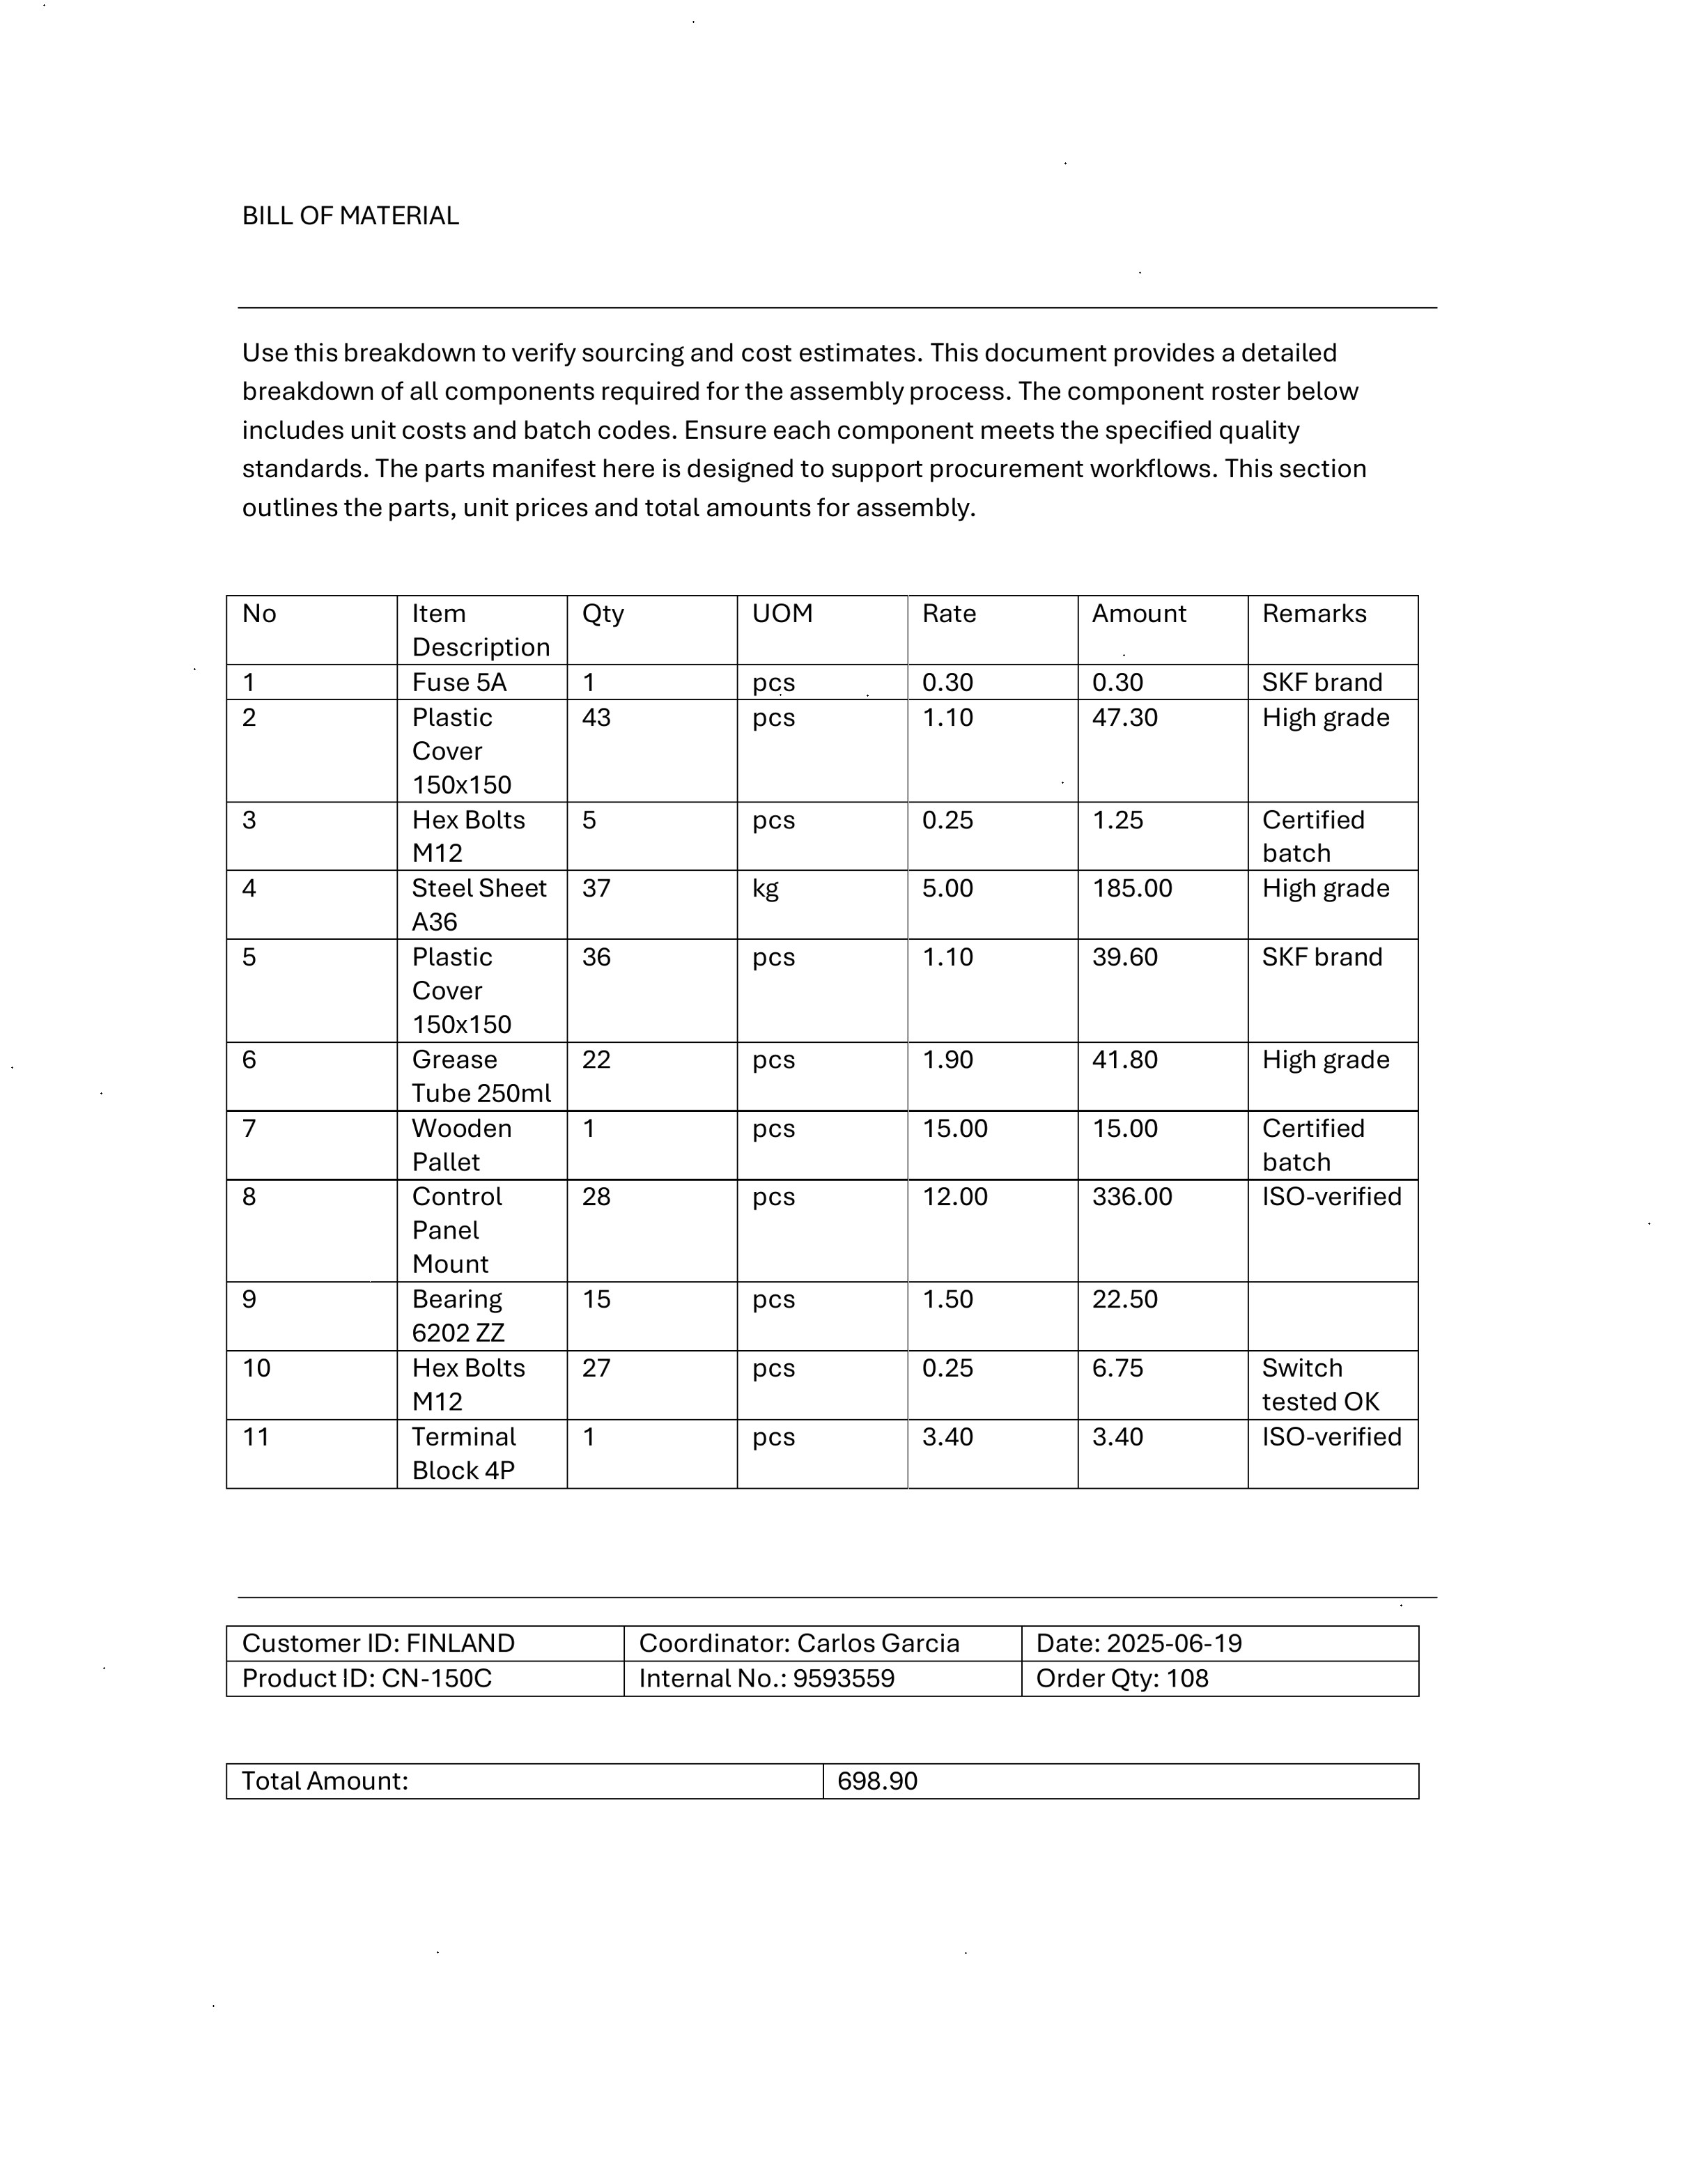 BILL OF MATERIAL
Use this breakdown to verify sourcing and cost estimates. This document provides a detailed
breakdown of all components required for the assembly process. The component roster below
includes unit costs and batch codes. Ensure each component meets the specified quality
standards. The parts manifest here is designed to support procurement workflows. This section
outlines the parts, unit prices and total amounts for assembly.
No Item Description Qty UOM Rate Amount Remarks
1 Fuse 5A 1 pcs 0.30 0.30 SKF brand
2 Plastic Cover 150x150 43 pcs 1.10 47.30 High grade
3 Hex Bolts M12 5 pcs 0.25 1.25 Certified batch
4 Steel Sheet A36 37 kg 5.00 185.00 High grade
5 Plastic Cover 150x150 36 pcs 1.10 39.60 SKF brand
6 Grease Tube 250ml 22 pcs 1.90 41.80 High grade
7 Wooden Pallet 1 pcs 15.00 15.00 Certified batch
8 Control Panel Mount 28 pcs 12.00 336.00 ISO-verified
9 Bearing 6202 ZZ 15 pcs 1.50 22.50
10 Hex Bolts M12 27 pcs 0.25 6.75 Switch tested OK
11 Terminal Block 4P 1 pcs 3.40 3.40 ISO-verified
Customer ID: FINLAND Coordinator: Carlos Garcia Date: 2025-06-19
Product ID: CN-150C Internal No.: 9593559 Order Qty: 108
Total Amount: 698.90